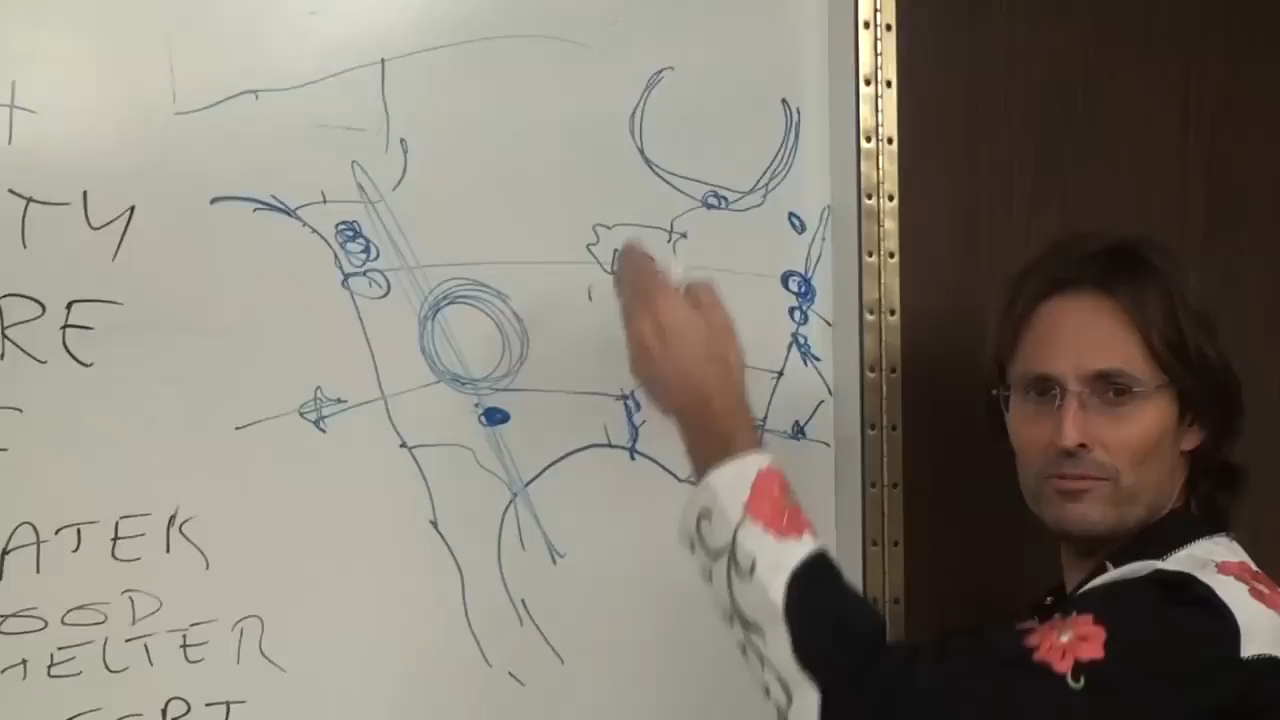 +
TY
RE
ATER
OOD
HELTER